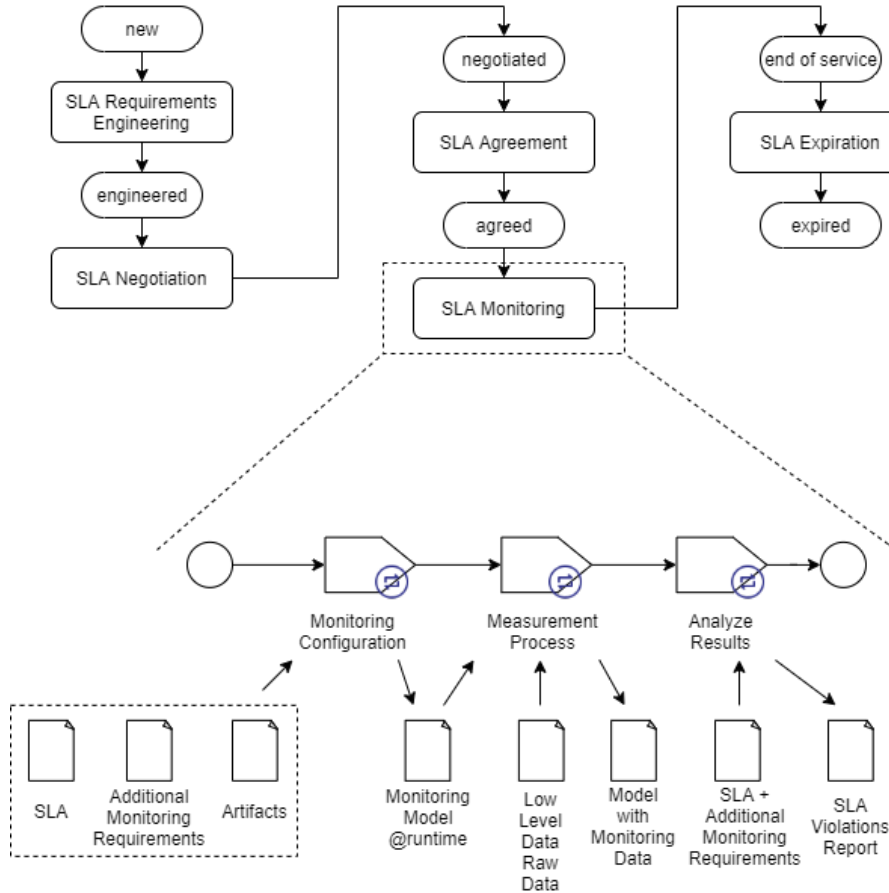 new
SLA Requirements
Engineering
engineered
SLA Negotiation
negotiated
SLA Agreement
agreed
SLA Monitoring
end of service
SLA Expiration
expired
Monitoring
Configuration
Measurement
Process
Analyze
Results
SLA
Additional
Monitoring
Requirements
Artifacts
Monitoring
Model
@runtime
Low
Level
Data
Raw
Data
Model
with
Monitoring
Data
SLA +
Additional
Monitoring
Requirements
SLA
Violations
Report